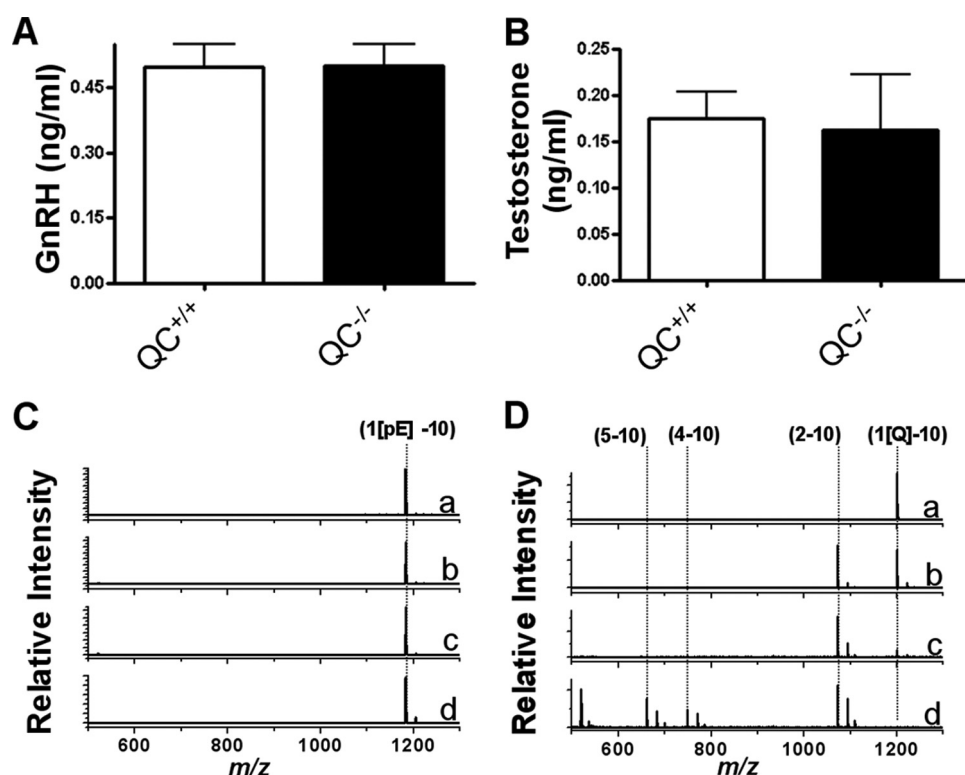 A
GnRH (ng/ml)
0.45
0.30
0.15
0.00
QC+/+
QC-/-
B
Testosterone
(ng/ml)
0.25
0.20
0.15
0.10
0.05
0.00
QC+/+
QC-/-
C
(1[pE] -10)
Relative Intensity
a
b
c
d
600 800 1000 1200
m/z
D
(5-10) (4-10) (2-10) (1[Q]-10)
Relative Intensity
a
b
c
d
600 800 1000 1200
m/z